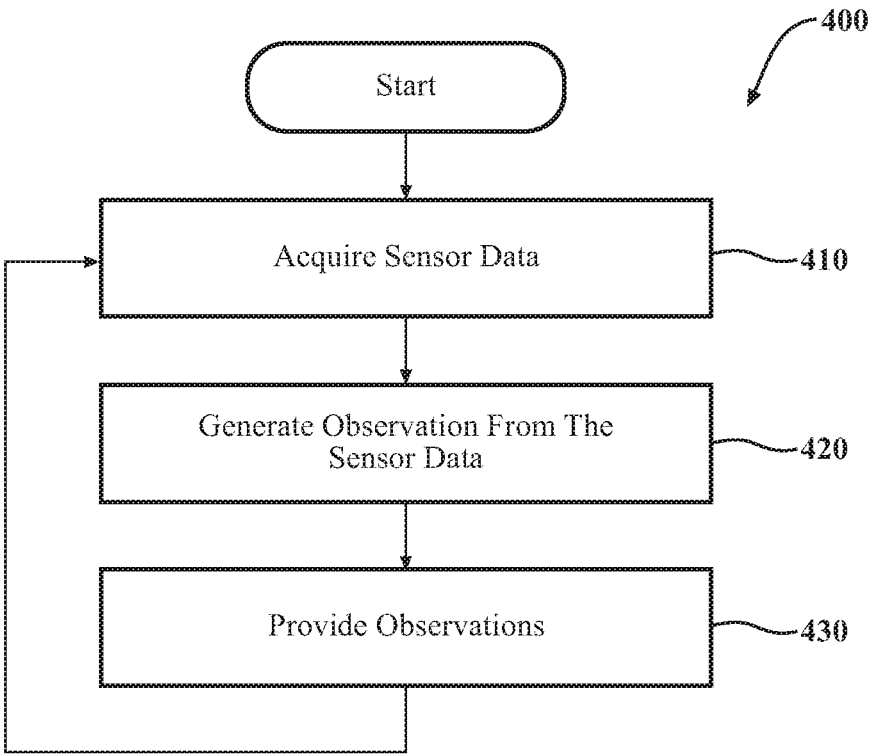 400
Start
Acquire Sensor Data
410
Generate Observation From The
Sensor Data
420
Provide Observations
430